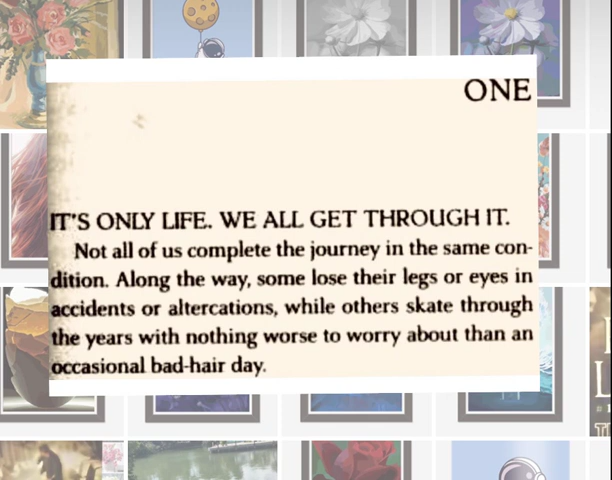 ONE
IT'S ONLY LIFE. WE ALL GET THROUGH IT.
Not all of us complete the journey in the same con-
dition. Along the way, some lose their legs or eyes in
accidents or altercations, while others skate through
the years with nothing worse to worry about than an
occasional bad-hair day.